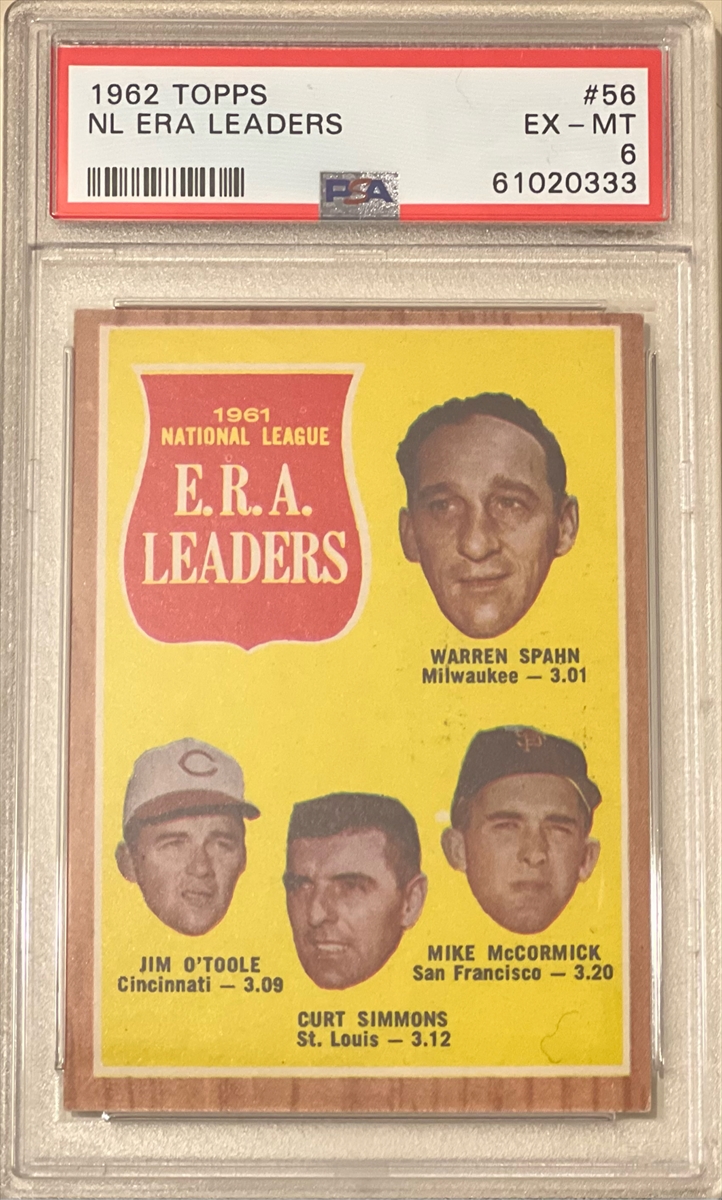 1962 TOPPS #56
NL ERA LEADERS EX – MT
6
61020333
PSA
1961
NATIONAL LEAGUE
E.R.A.
LEADERS
WARREN SPAHN
Milwaukee — 3.01
C
SF
JIM O'TOOLE
Cincinnati — 3.09
MIKE McCORMICK
San Francisco — 3.20
CURT SIMMONS
St. Louis — 3.12